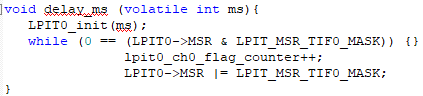 void delay_ms (volatile int ms){
LPIT0_init(ms);
while (0 == (LPIT0->MSR & LPIT_MSR_TIF0_MASK)) {}
lpit0_ch0_flag_counter++;
LPIT0->MSR |= LPIT_MSR_TIF0_MASK;
}